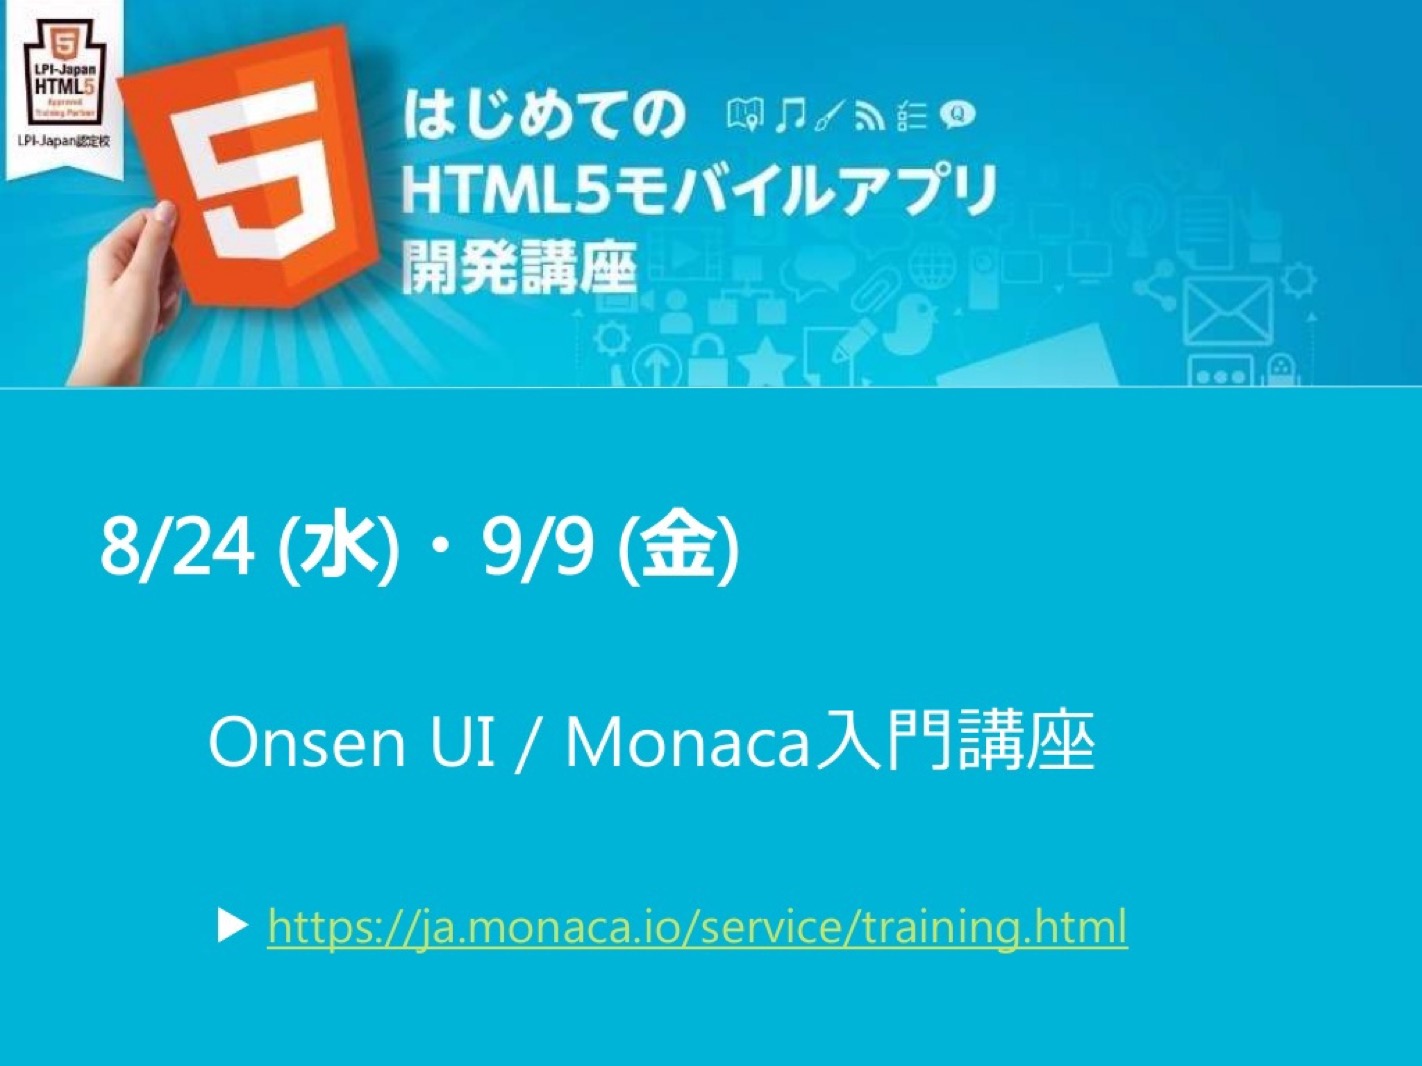 LPI-Japan
HTML5
Approved
Training Partner
LPI-Japan認定校
5
はじめての
HTML5モバイルアプリ
開発講座
Q
8/24 (水)・9/9 (金)
Onsen UI / Monaca入門講座
▶ https://ja.monaca.io/service/training.html